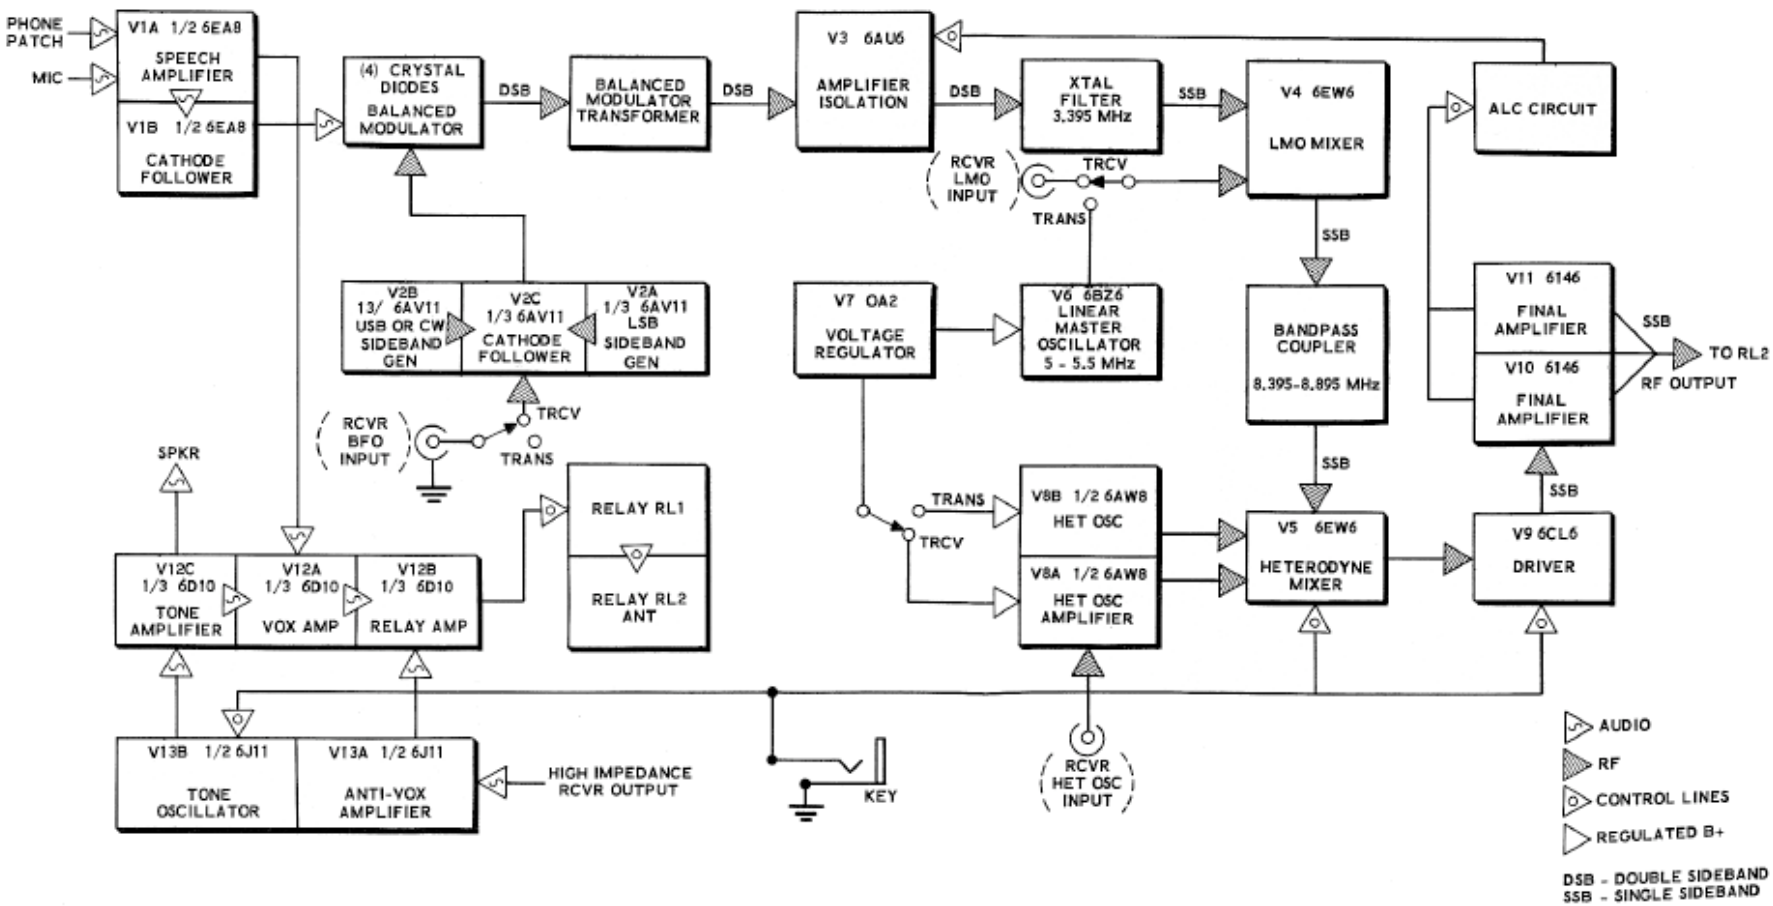 PHONE
PATCH
MIC
V1A 1/2 6EA8
SPEECH
AMPLIFIER
V1B 1/2 6EA8
CATHODE
FOLLOWER
(4) CRYSTAL
DIODES
BALANCED
MODULATOR
DSB
BALANCED
MODULATOR
TRANSFORMER
DSB
V3 6AU6
AMPLIFIER
ISOLATION
DSB
XTAL
FILTER
3.395 MHz
SSB
V4 6EW6
LMO MIXER
ALC CIRCUIT
RCVR
LMO
INPUT
TRCV
TRANS
SSB
V2B
13/ 6AV11
USB OR CW
SIDEBAND
GEN
V2C
1/3 6AV11
CATHODE
FOLLOWER
V2A
1/3 6AV11
LSB
SIDEBAND
GEN
V7 OA2
VOLTAGE
REGULATOR
V6 6BZ6
LINEAR
MASTER
OSCILLATOR
5 - 5.5 MHz
BANDPASS
COUPLER
8.395-8.895 MHz
V11 6146
FINAL
AMPLIFIER
V10 6146
FINAL
AMPLIFIER
SSB
TO RL2
RF OUTPUT
RCVR
BFO
INPUT
TRCV
TRANS
SPKR
RELAY RL1
RELAY RL2
ANT
TRANS
TRCV
V8B 1/2 6AW8
HET OSC
V8A 1/2 6AW8
HET OSC
AMPLIFIER
SSB
V5 6EW6
HETERODYNE
MIXER
SSB
V9 6CL6
DRIVER
V12C
1/3 6D10
TONE
AMPLIFIER
V12A
1/3 6D10
VOX AMP
V12B
1/3 6D10
RELAY AMP
V13B 1/2 6J11
TONE
OSCILLATOR
V13A 1/2 6J11
ANTI-VOX
AMPLIFIER
HIGH IMPEDANCE
RCVR OUTPUT
KEY
RCVR
HET OSC
INPUT
AUDIO
RF
CONTROL LINES
REGULATED B+
DSB - DOUBLE SIDEBAND
SSB - SINGLE SIDEBAND